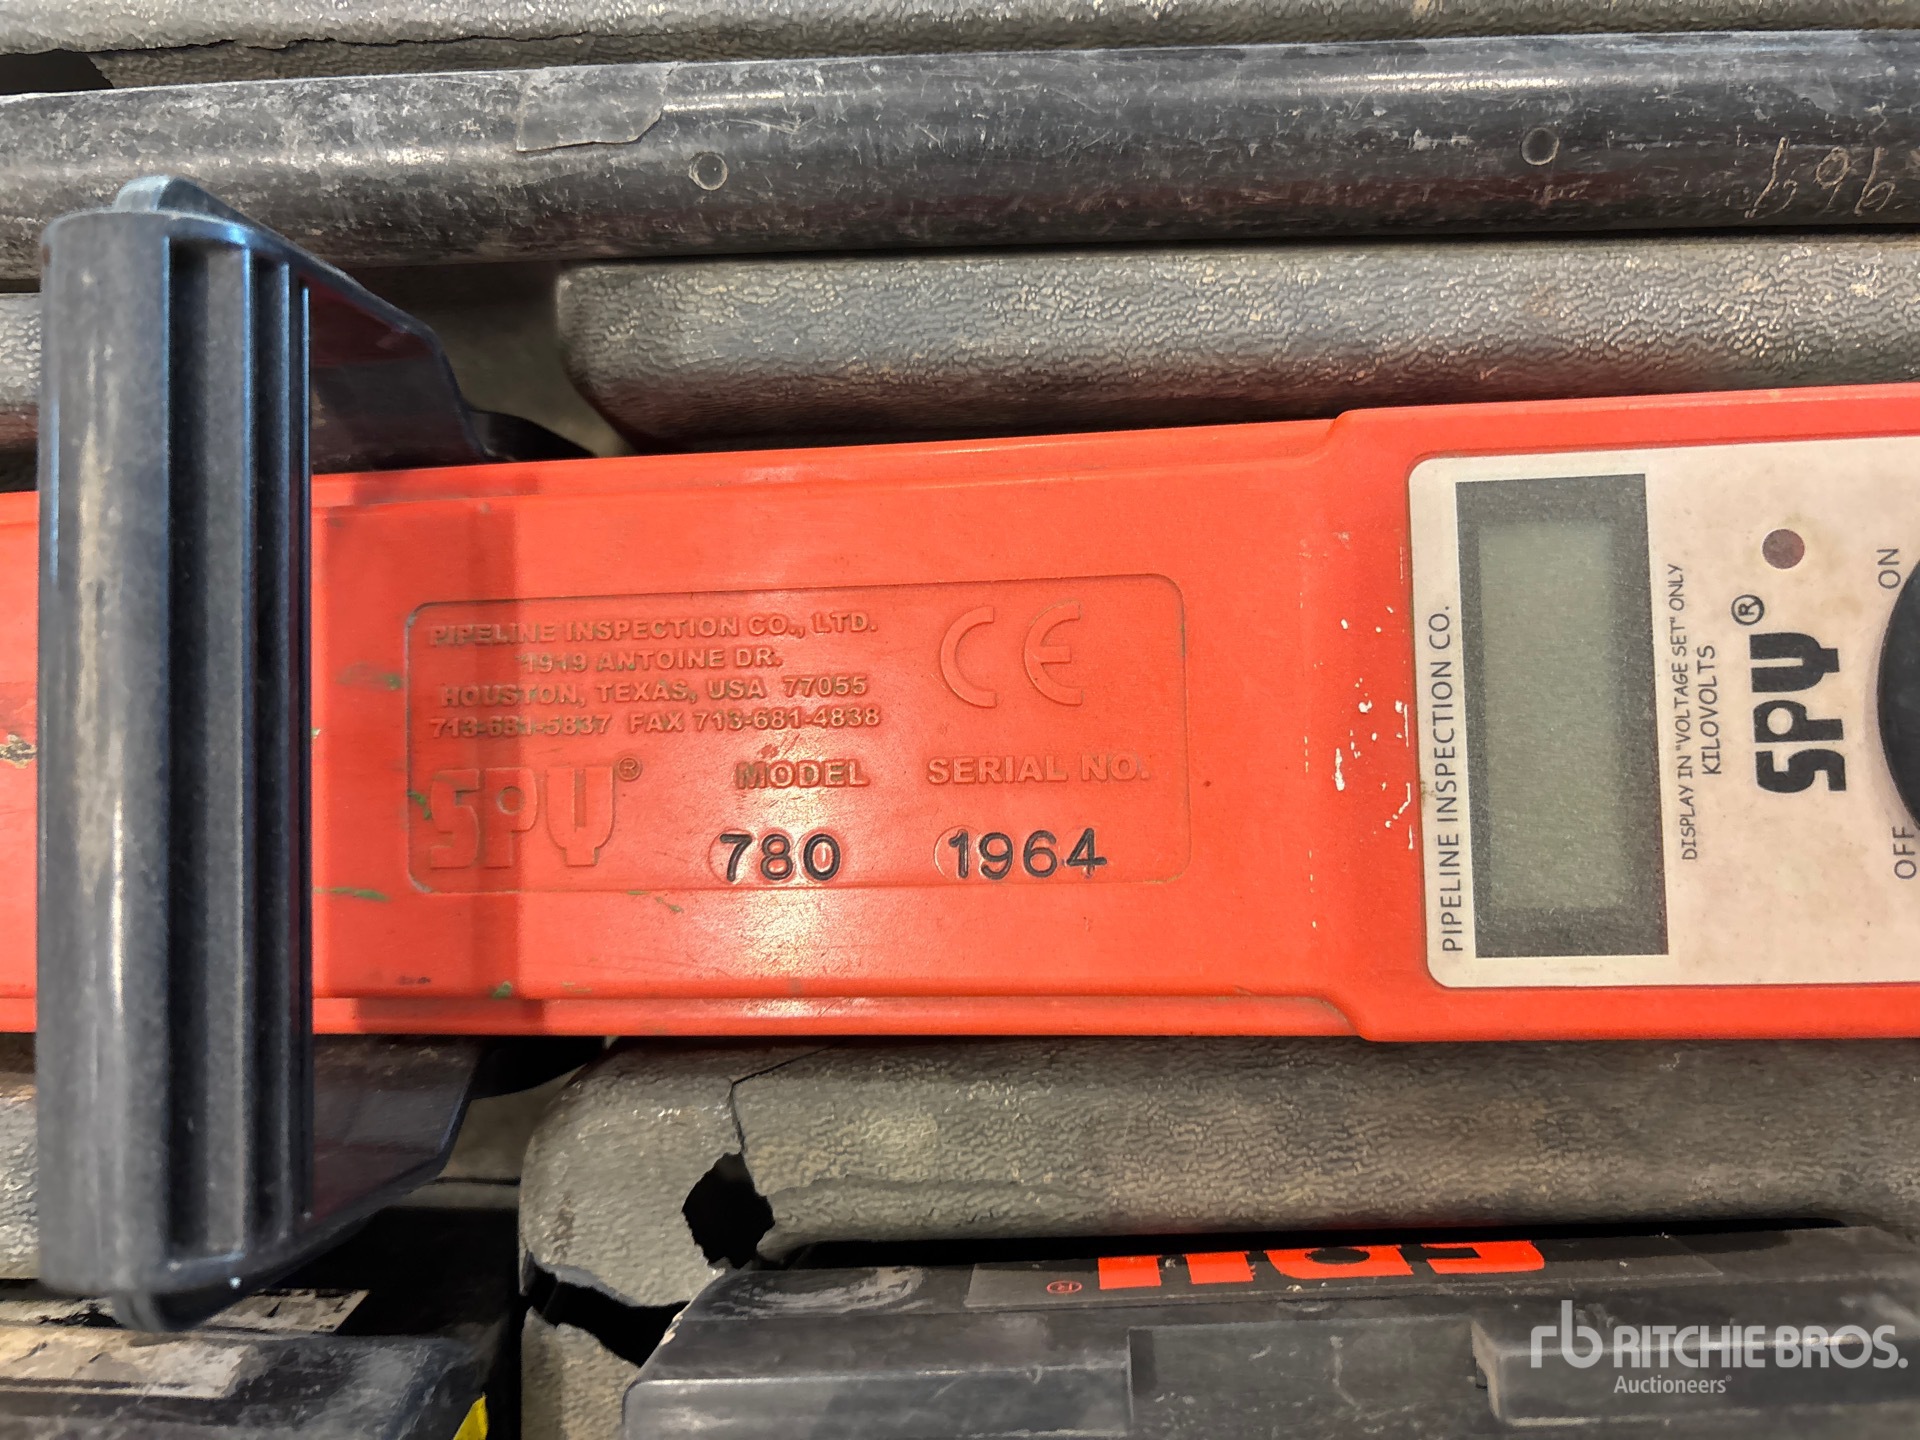 PIPELINE INSPECTION CO., LTD.
1919 ANTOINE DR.
HOUSTON, TEXAS, USA 77055
713-681-5837 FAX 713-681-4838
CE
SPY®
MODEL
SERIAL NO.
780
1964
PIPELINE INSPECTION CO.
DISPLAY IN "VOLTAGE SET" ONLY
KILOVOLTS
SPY®
OFF
ON
SPY®
rb RITCHIE BROS.
Auctioneers